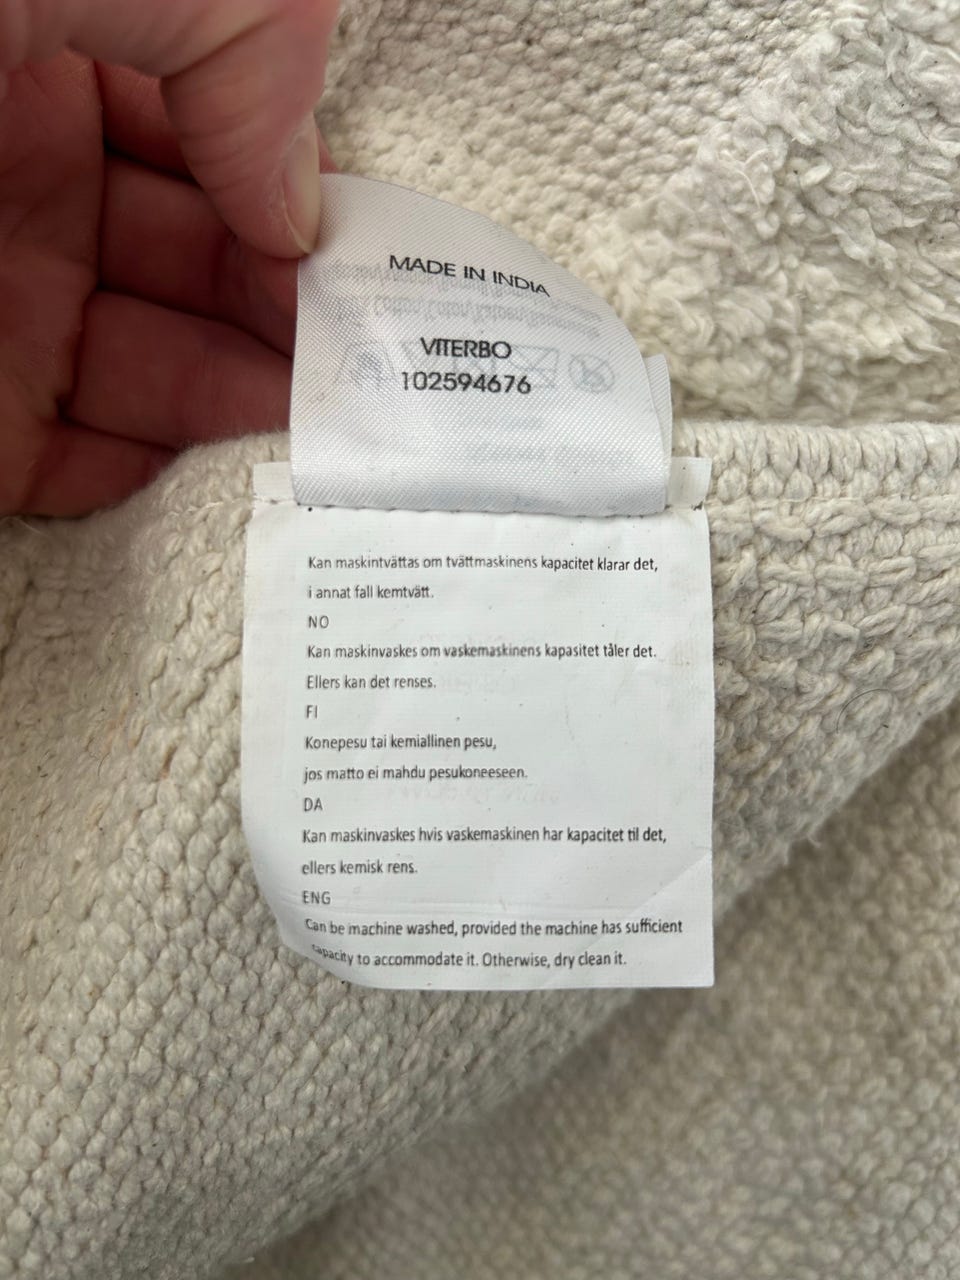 MADE IN INDIA
VITERBO
102594676
Kan maskintvättas om tvättmaskinens kapacitet klarar det,
i annat fall kemtvätt.
NO
Kan maskinvaskes om vaskemaskinens kapasitet tåler det.
Ellers kan det renses.
FI
Konepesu tai kemiallinen pesu,
jos matto ei mahdu pesukoneeseen.
DA
Kan maskinvaskes hvis vaskemaskinen har kapacitet til det,
ellers kemisk rens.
ENG
Can be machine washed, provided the machine has sufficient
capacity to accommodate it. Otherwise, dry clean it.